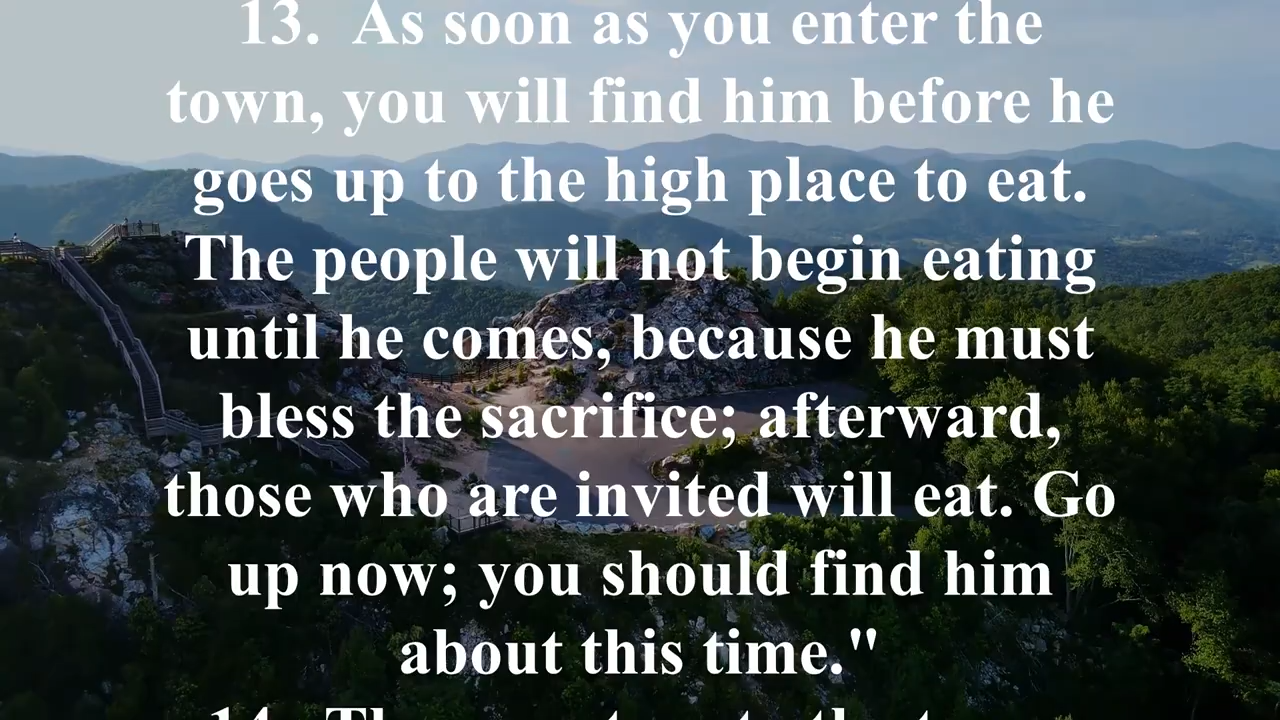 13. As soon as you enter the
town, you will find him before he
goes up to the high place to eat.
The people will not begin eating
until he comes, because he must
bless the sacrifice; afterward,
those who are invited will eat. Go
up now; you should find him
about this time."